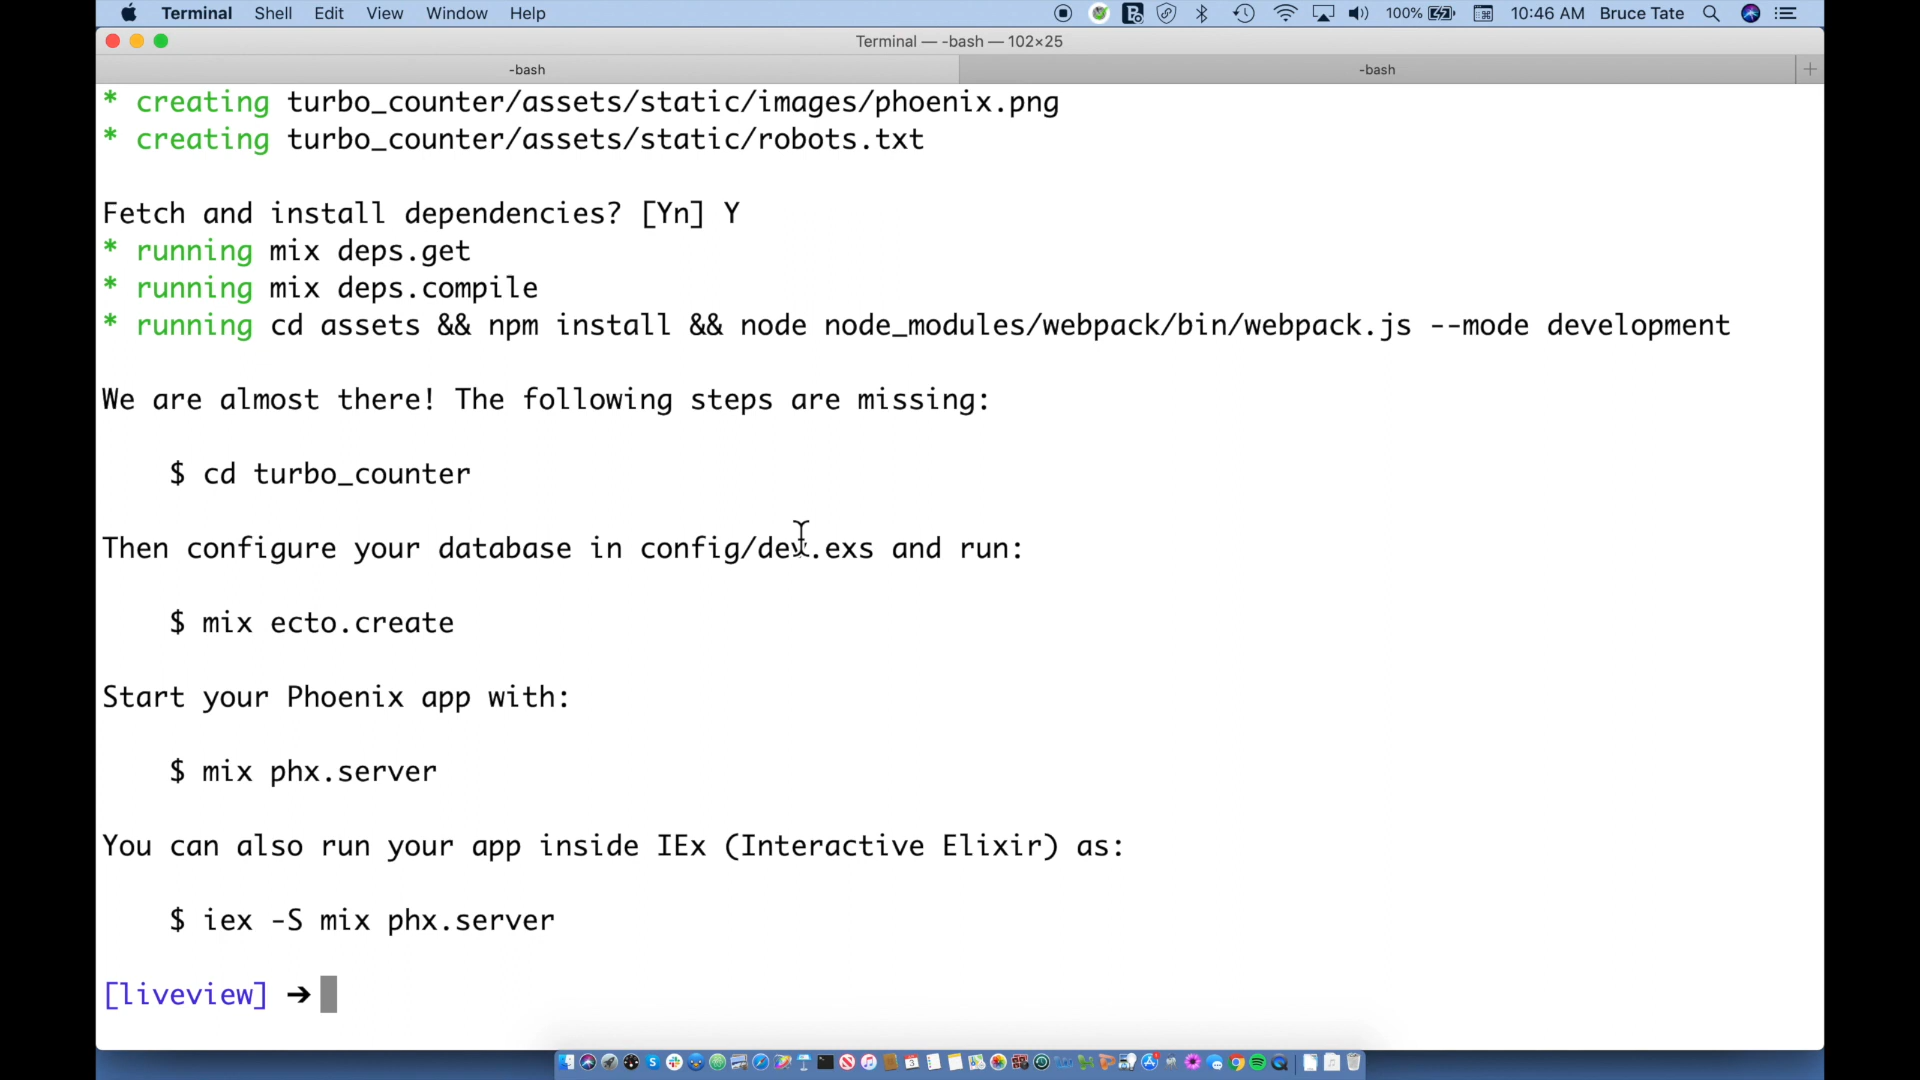 Terminal Shell Edit View Window Help 100% 10:46 AM Bruce Tate
Terminal — -bash — 102×25
-bash -bash
* creating turbo_counter/assets/static/images/phoenix.png
* creating turbo_counter/assets/static/robots.txt
Fetch and install dependencies? [Yn] Y
* running mix deps.get
* running mix deps.compile
* running cd assets && npm install && node node_modules/webpack/bin/webpack.js --mode development
We are almost there! The following steps are missing:
$ cd turbo_counter
Then configure your database in config/dev.exs and run:
$ mix ecto.create
Start your Phoenix app with:
$ mix phx.server
You can also run your app inside IEx (Interactive Elixir) as:
$ iex -S mix phx.server
[liveview] ➔